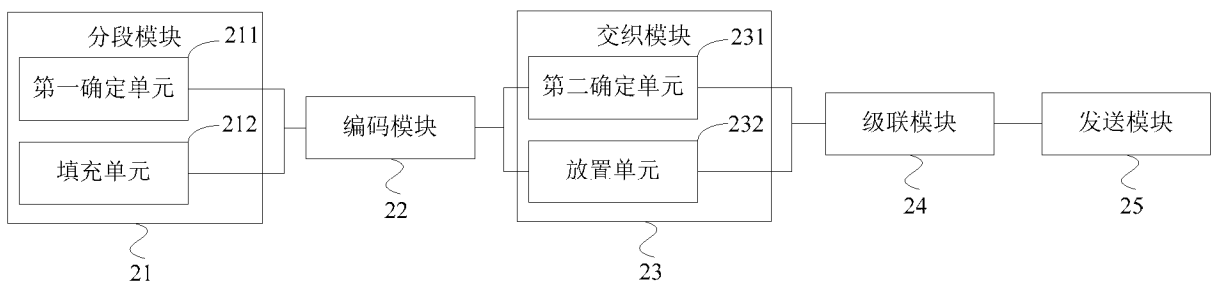 分段模块
211
第一确定单元
212
填充单元
21
编码模块
22
交织模块
231
第二确定单元
232
放置单元
23
级联模块
24
发送模块
25